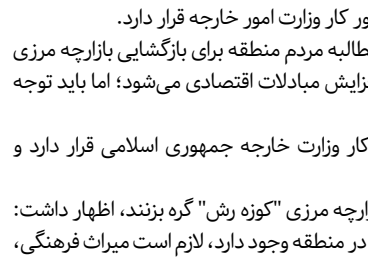 ور کار وزارت امور خارجه قرار دارد.
طالبه مردم منطقه برای بازگشایی بازارچه مرزی
زایش مبادلات اقتصادی می‌شود؛ اما باید توجه
کار وزارت خارجه جمهوری اسلامی قرار دارد و
ارچه مرزی "کوزه رش" گره بزنند، اظهار داشت:
در منطقه وجود دارد، لازم است میراث فرهنگی،